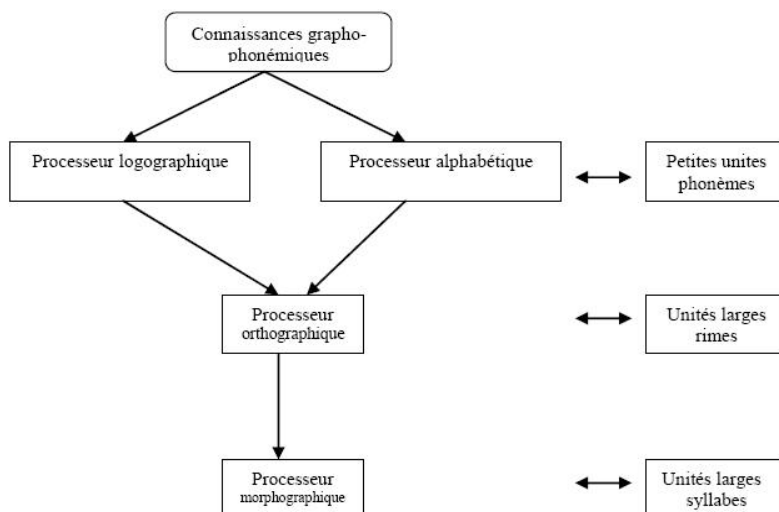 Connaissances grapho-
phonémiques
Processeur logographique
Processeur alphabétique
Petites unites
phonèmes
Processeur
orthographique
Unités larges
rimes
Processeur
morphographique
Unités larges
syllabes